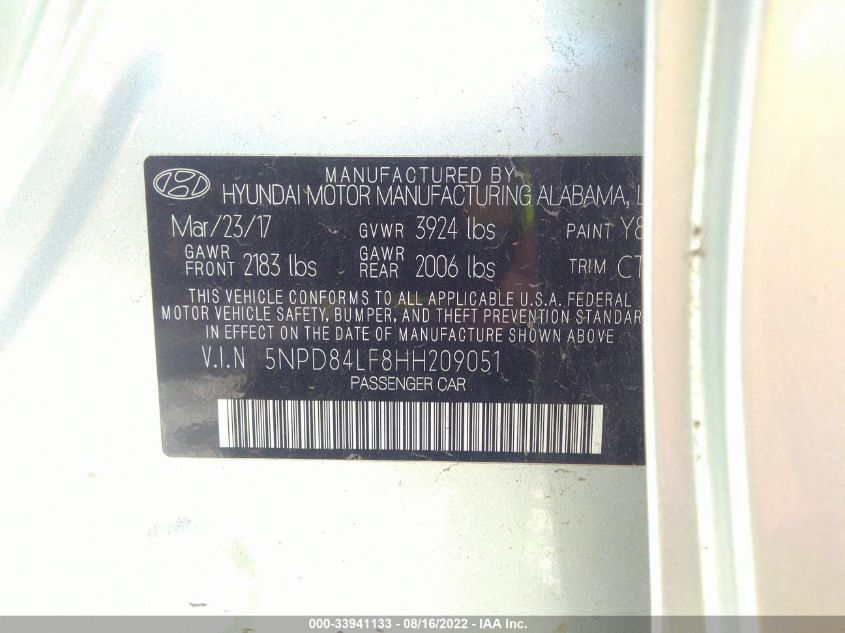 MANUFACTURED BY
HYUNDAI MOTOR MANUFACTURING ALABAMA, L
Mar/23/17 GVWR 3924 lbs PAINT Y8
GAWR FRONT 2183 lbs GAWR REAR 2006 lbs TRIM CT
THIS VEHICLE CONFORMS TO ALL APPLICABLE U.S.A. FEDERAL
MOTOR VEHICLE SAFETY, BUMPER, AND THEFT PREVENTION STANDAR
IN EFFECT ON THE DATE OF MANUFACTURE SHOWN ABOVE
V.I.N 5NPD84LF8HH209051
PASSENGER CAR
000-33941133 - 08/16/2022 - IAA Inc.